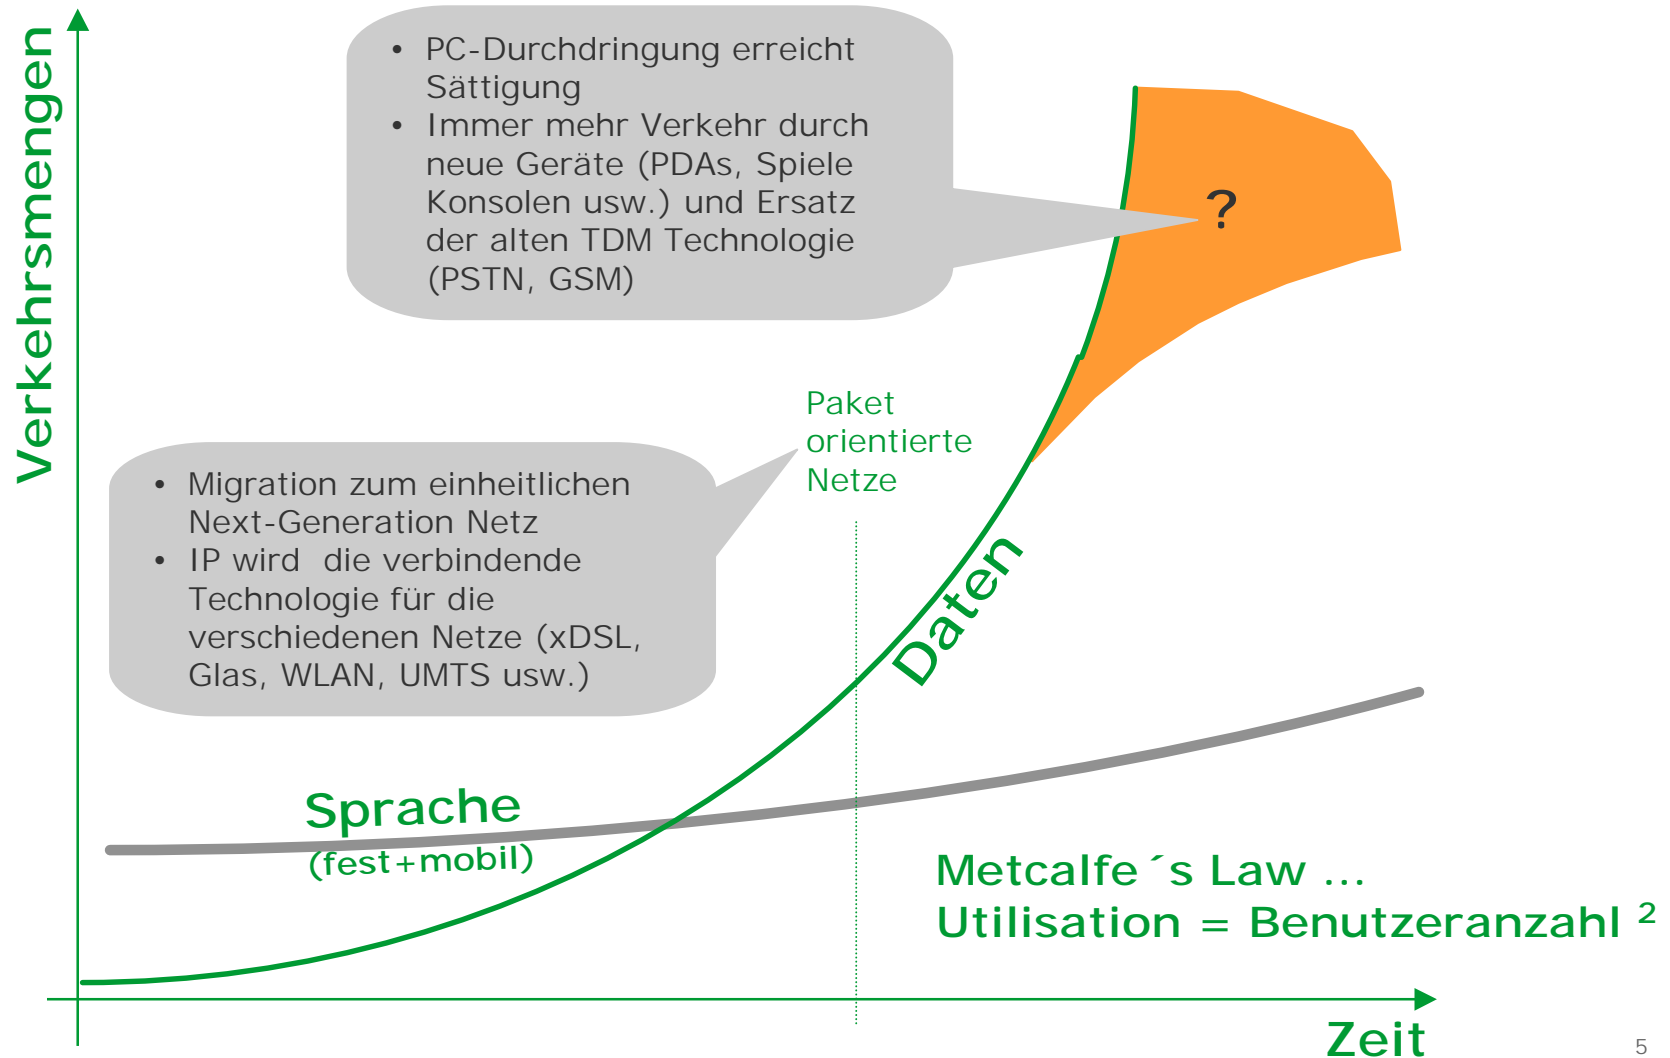 Verkehrsmengen
• PC-Durchdringung erreicht
Sättigung
• Immer mehr Verkehr durch
neue Geräte (PDAs, Spiele
Konsolen usw.) und Ersatz
der alten TDM Technologie
(PSTN, GSM)
?
Paket
orientierte
Netze
• Migration zum einheitlichen
Next-Generation Netz
• IP wird  die verbindende
Technologie für die
verschiedenen Netze (xDSL,
Glas, WLAN, UMTS usw.)
Daten
Sprache
(fest+mobil)
Metcalfe ´s Law ...
Utilisation = Benutzeranzahl ²
Zeit
5